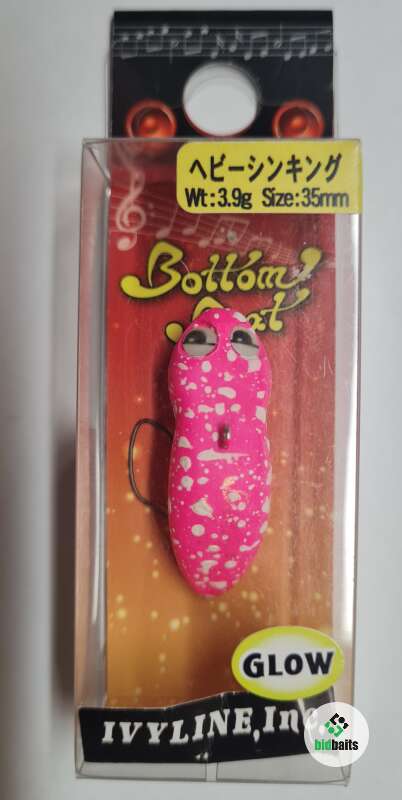 ヘビーシンキング
Wt:3.9g Size:35mm
Bottom
GLOW
IVYLINE,Inc.
bidbaits